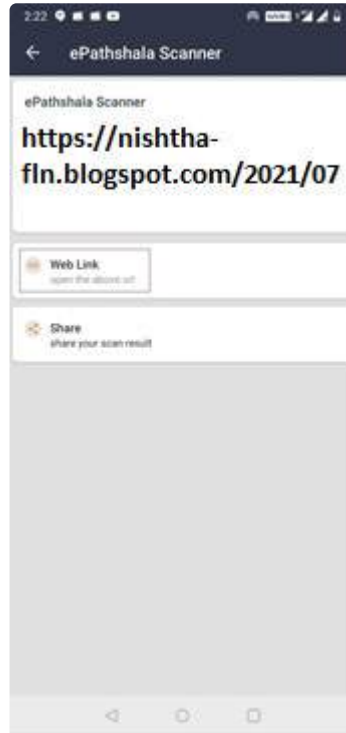 2:22
ePathshala Scanner
ePathshala Scanner
https://nishtha-
fln.blogspot.com/2021/07
Web Link
open the above url
Share
share your scan result